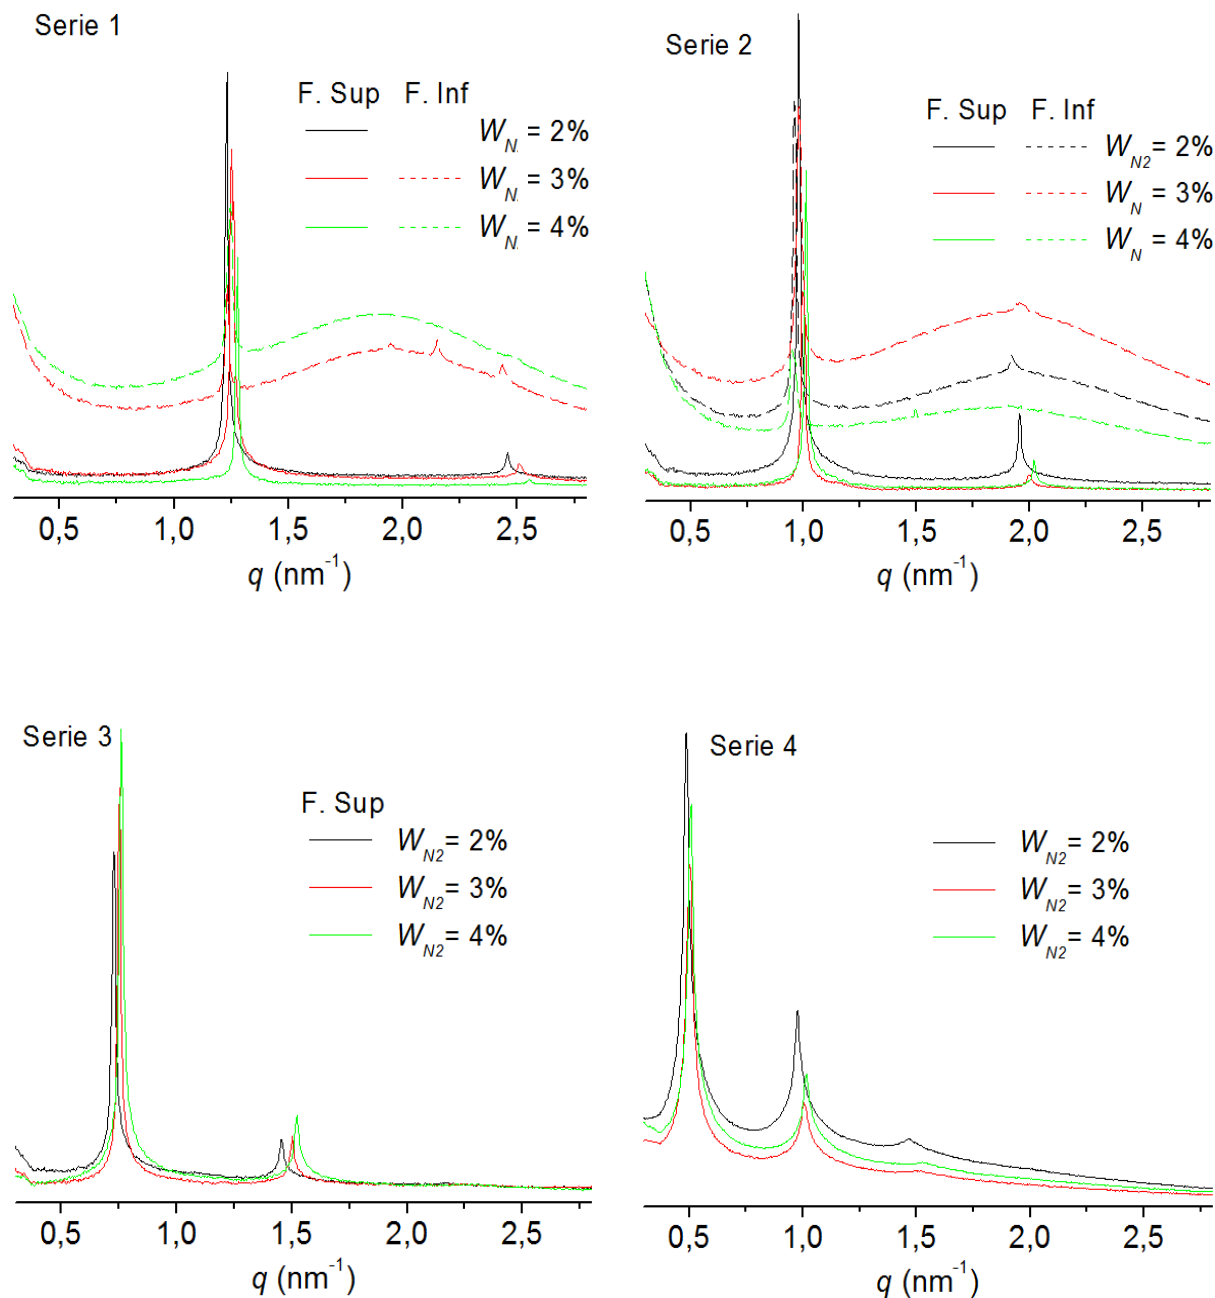 Serie 1
F. Sup F. Inf
W_N. = 2%
W_N. = 3%
W_N. = 4%
0,5 1,0 1,5 2,0 2,5
q (nm⁻¹)
Serie 2
F. Sup F. Inf
W_N2 = 2%
W_N = 3%
W_N = 4%
0,5 1,0 1,5 2,0 2,5
q (nm⁻¹)
Serie 3
F. Sup
W_N2 = 2%
W_N2 = 3%
W_N2 = 4%
0,5 1,0 1,5 2,0 2,5
q (nm⁻¹)
Serie 4
W_N2 = 2%
W_N2 = 3%
W_N2 = 4%
0,5 1,0 1,5 2,0 2,5
q (nm⁻¹)